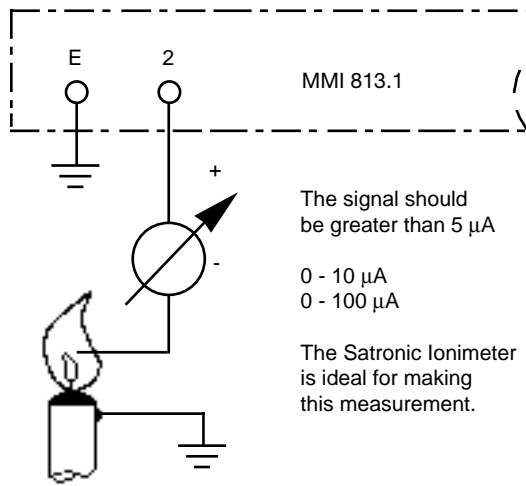 E
2
MMI 813.1
+
-
The signal should
be greater than 5 μA
0 - 10 μA
0 - 100 μA
The Satronic Ionimeter
is ideal for making
this measurement.